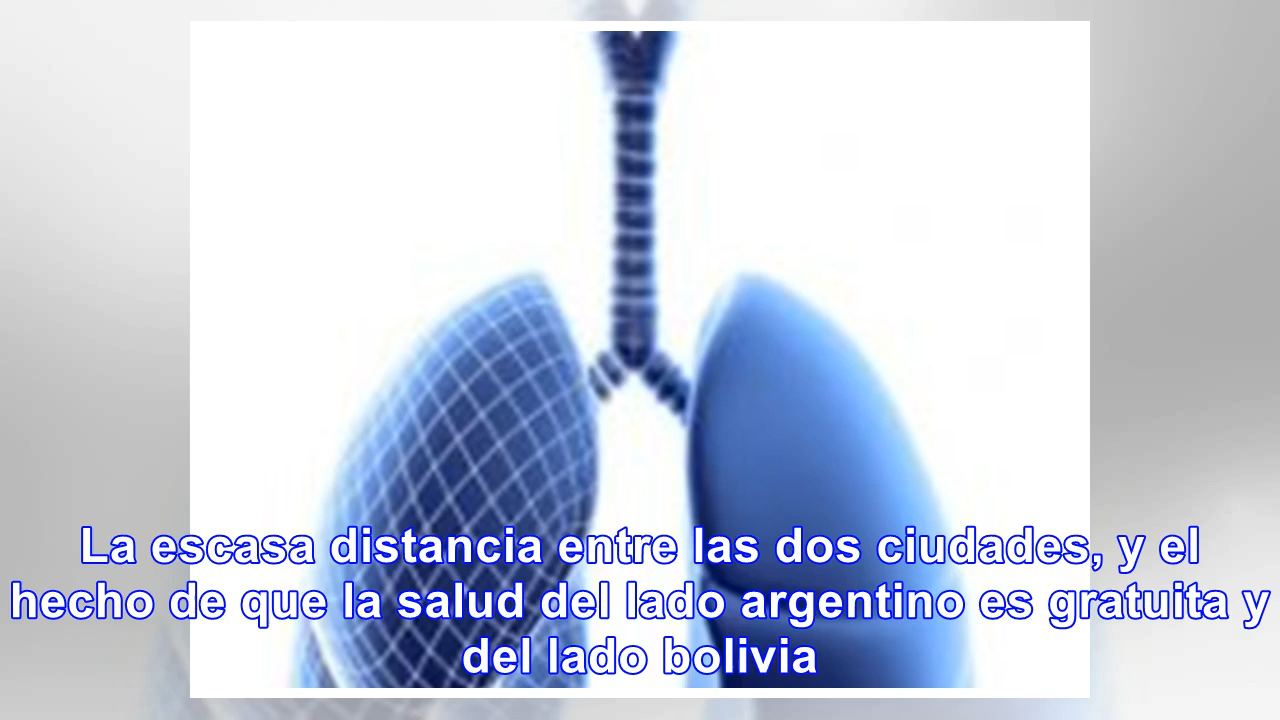 La escasa distancia entre las dos ciudades, y el
hecho de que la salud del lado argentino es gratuita y
del lado bolivia